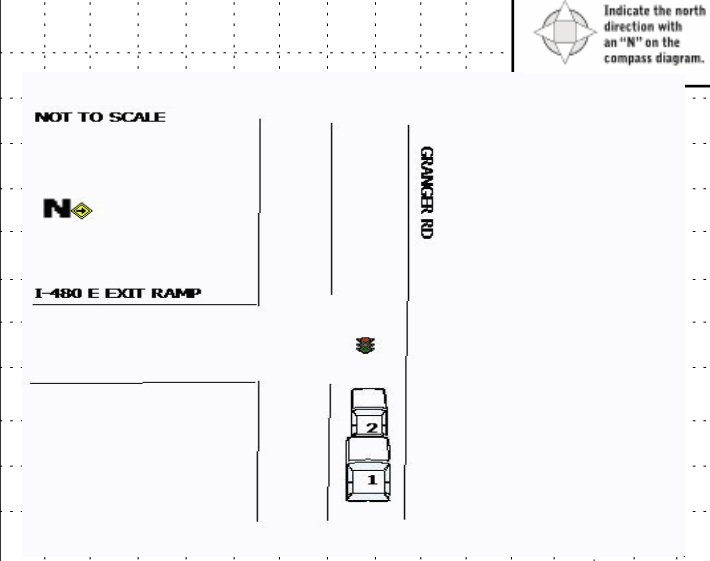 Indicate the north
direction with
an “N” on the
compass diagram.
NOT TO SCALE
GRANGER RD
N
I-480 E EXIT RAMP
2
1